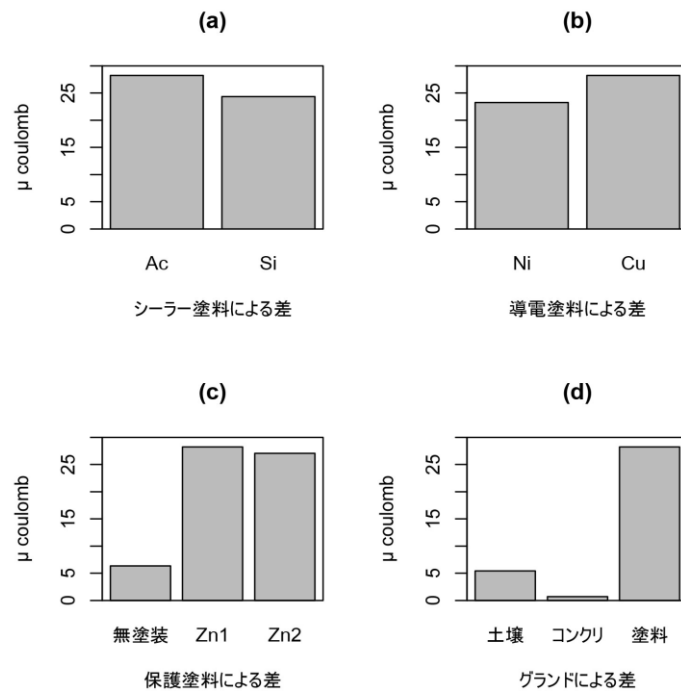 (a)
μ coulomb
0 5 15 25
Ac Si
シーラー塗料による差
(b)
μ coulomb
0 5 15 25
Ni Cu
導電塗料による差
(c)
μ coulomb
0 5 15 25
無塗装 Zn1 Zn2
保護塗料による差
(d)
μ coulomb
0 5 15 25
土壌 コンクリ 塗料
グランドによる差